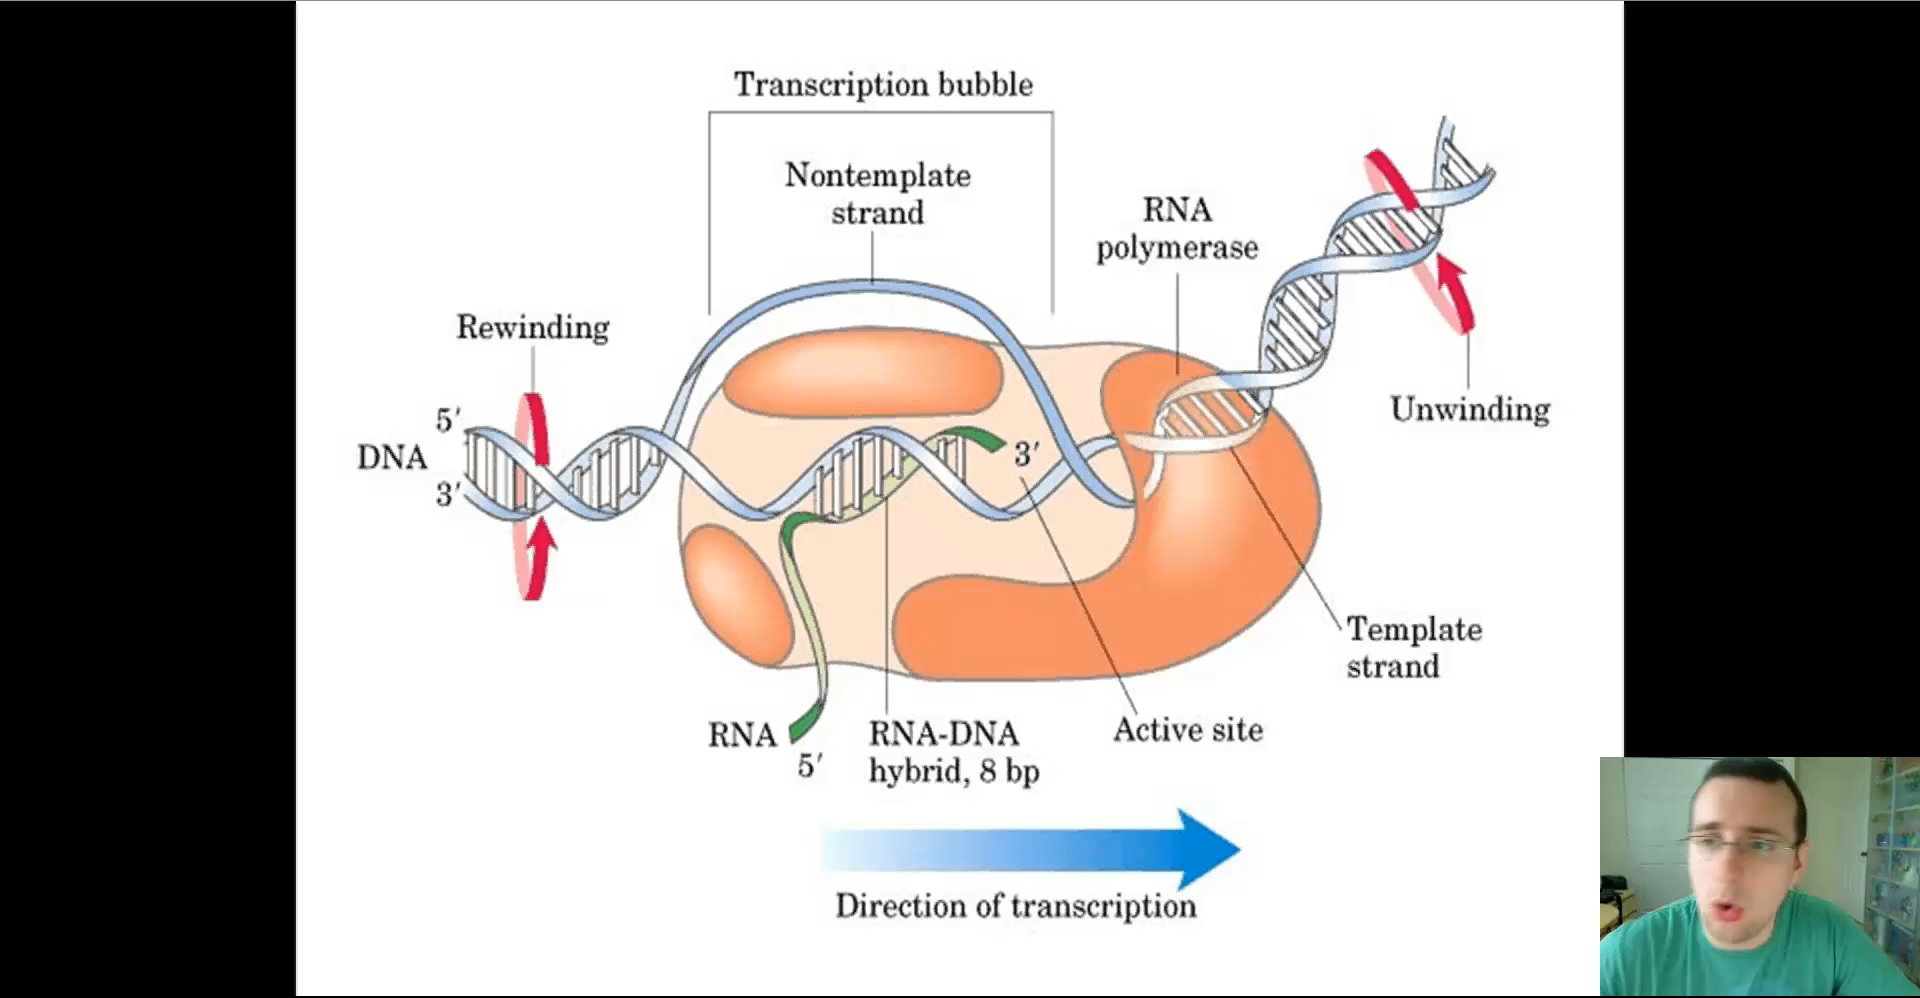 Transcription bubble
Nontemplate
strand
RNA
polymerase
Rewinding
Unwinding
5′
DNA
3′
3′
Template
strand
RNA
5′
RNA-DNA
hybrid, 8 bp
Active site
Direction of transcription